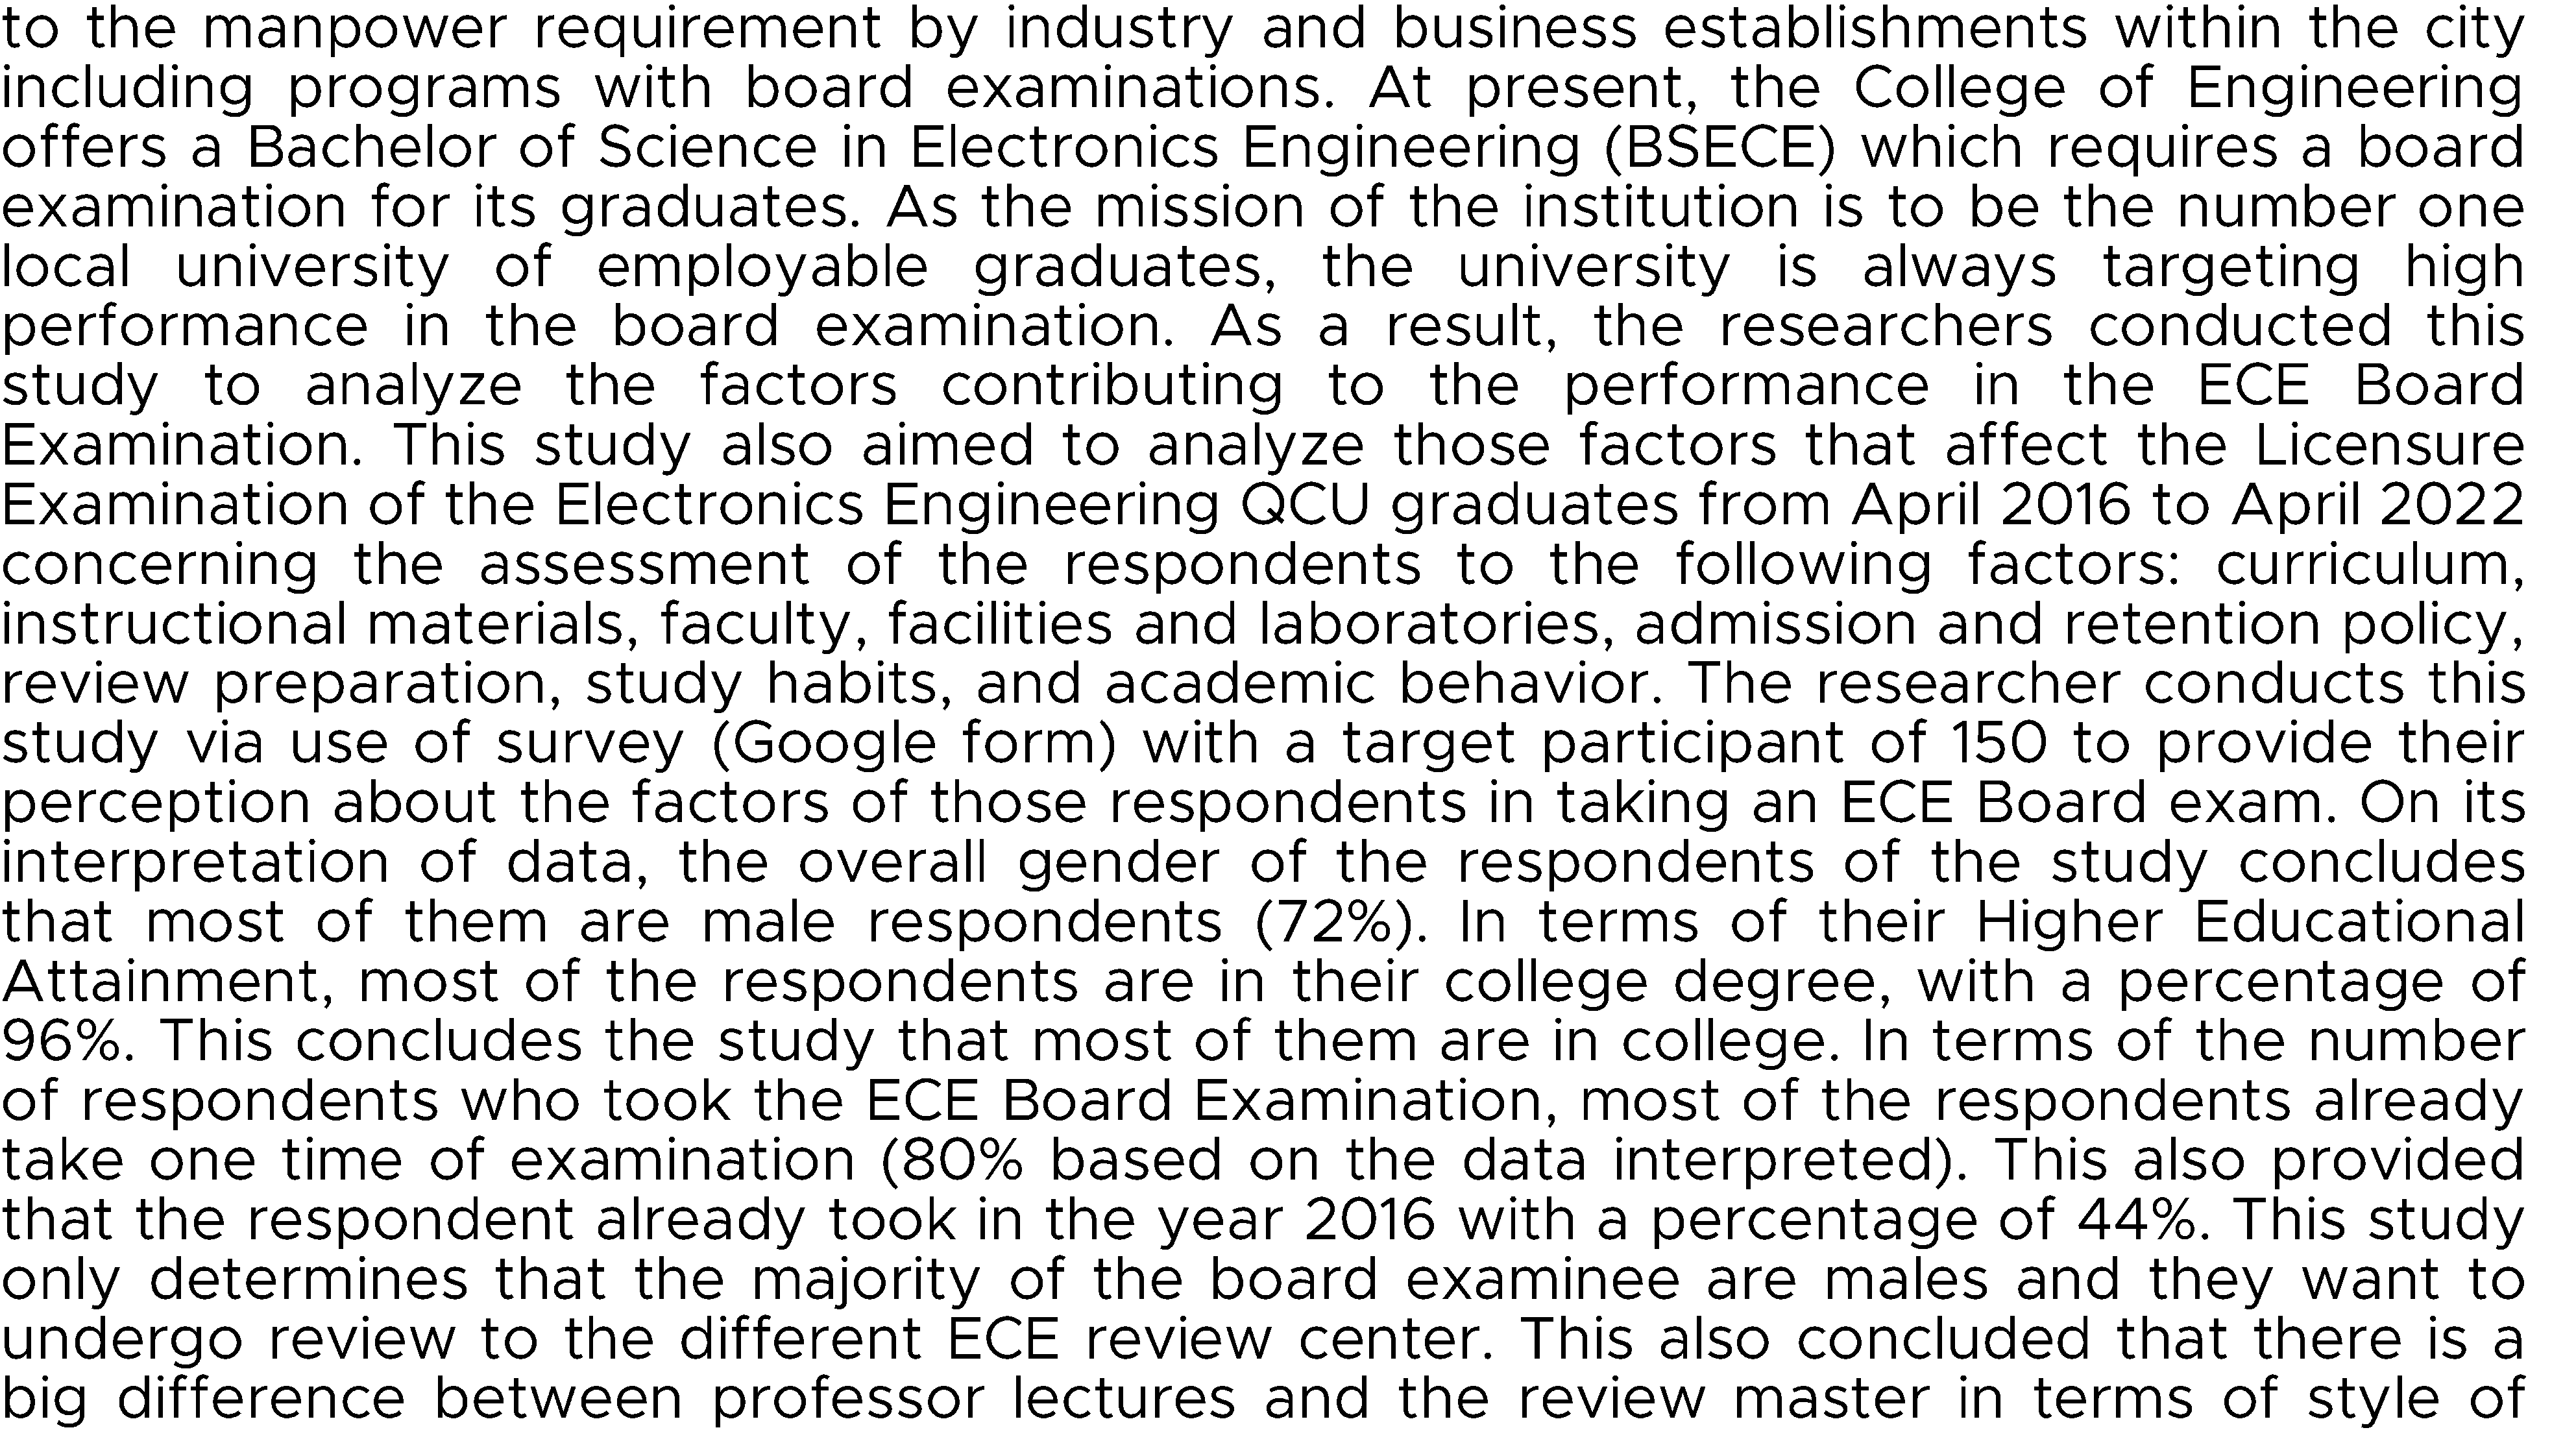 to the manpower requirement by industry and business establishments within the city
including programs with board examinations. At present, the College of Engineering
offers a Bachelor of Science in Electronics Engineering (BSECE) which requires a board
examination for its graduates. As the mission of the institution is to be the number one
local university of employable graduates, the university is always targeting high
performance in the board examination. As a result, the researchers conducted this
study to analyze the factors contributing to the performance in the ECE Board
Examination. This study also aimed to analyze those factors that affect the Licensure
Examination of the Electronics Engineering QCU graduates from April 2016 to April 2022
concerning the assessment of the respondents to the following factors: curriculum,
instructional materials, faculty, facilities and laboratories, admission and retention policy,
review preparation, study habits, and academic behavior. The researcher conducts this
study via use of survey (Google form) with a target participant of 150 to provide their
perception about the factors of those respondents in taking an ECE Board exam. On its
interpretation of data, the overall gender of the respondents of the study concludes
that most of them are male respondents (72%). In terms of their Higher Educational
Attainment, most of the respondents are in their college degree, with a percentage of
96%. This concludes the study that most of them are in college. In terms of the number
of respondents who took the ECE Board Examination, most of the respondents already
take one time of examination (80% based on the data interpreted). This also provided
that the respondent already took in the year 2016 with a percentage of 44%. This study
only determines that the majority of the board examinee are males and they want to
undergo review to the different ECE review center. This also concluded that there is a
big difference between professor lectures and the review master in terms of style of